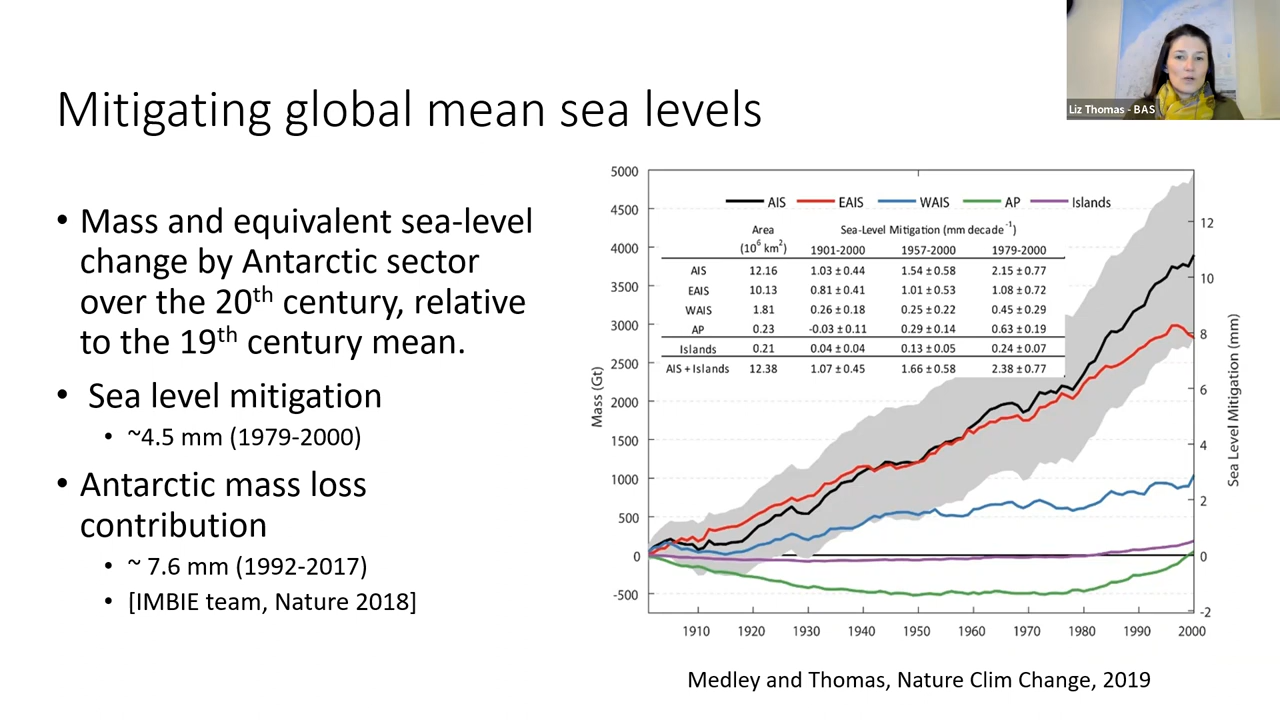 Liz Thomas - BAS
Mitigating global mean sea levels
• Mass and equivalent sea-level
change by Antarctic sector
over the 20th century, relative
to the 19th century mean.
• Sea level mitigation
• ~4.5 mm (1979-2000)
• Antarctic mass loss
contribution
• ~ 7.6 mm (1992-2017)
• [IMBIE team, Nature 2018]
AIS EAIS WAIS AP Islands
Area Sea-Level Mitigation (mm decade-1)
(10^6 km2) 1901-2000 1957-2000 1979-2000
AIS 12.16 1.03 ± 0.44 1.54 ± 0.58 2.15 ± 0.77
EAIS 10.13 0.81 ± 0.41 1.01 ± 0.53 1.08 ± 0.72
WAIS 1.81 0.26 ± 0.18 0.25 ± 0.22 0.45 ± 0.29
AP 0.23 -0.03 ± 0.11 0.29 ± 0.14 0.63 ± 0.19
Islands 0.21 0.04 ± 0.04 0.13 ± 0.05 0.24 ± 0.07
AIS + Islands 12.38 1.07 ± 0.45 1.66 ± 0.58 2.38 ± 0.77
Mass (Gt)
5000
4500
4000
3500
3000
2500
2000
1500
1000
500
0
-500
12
10
8
6
4
2
0
-2
Sea Level Mitigation (mm)
1910 1920 1930 1940 1950 1960 1970 1980 1990 2000
Medley and Thomas, Nature Clim Change, 2019